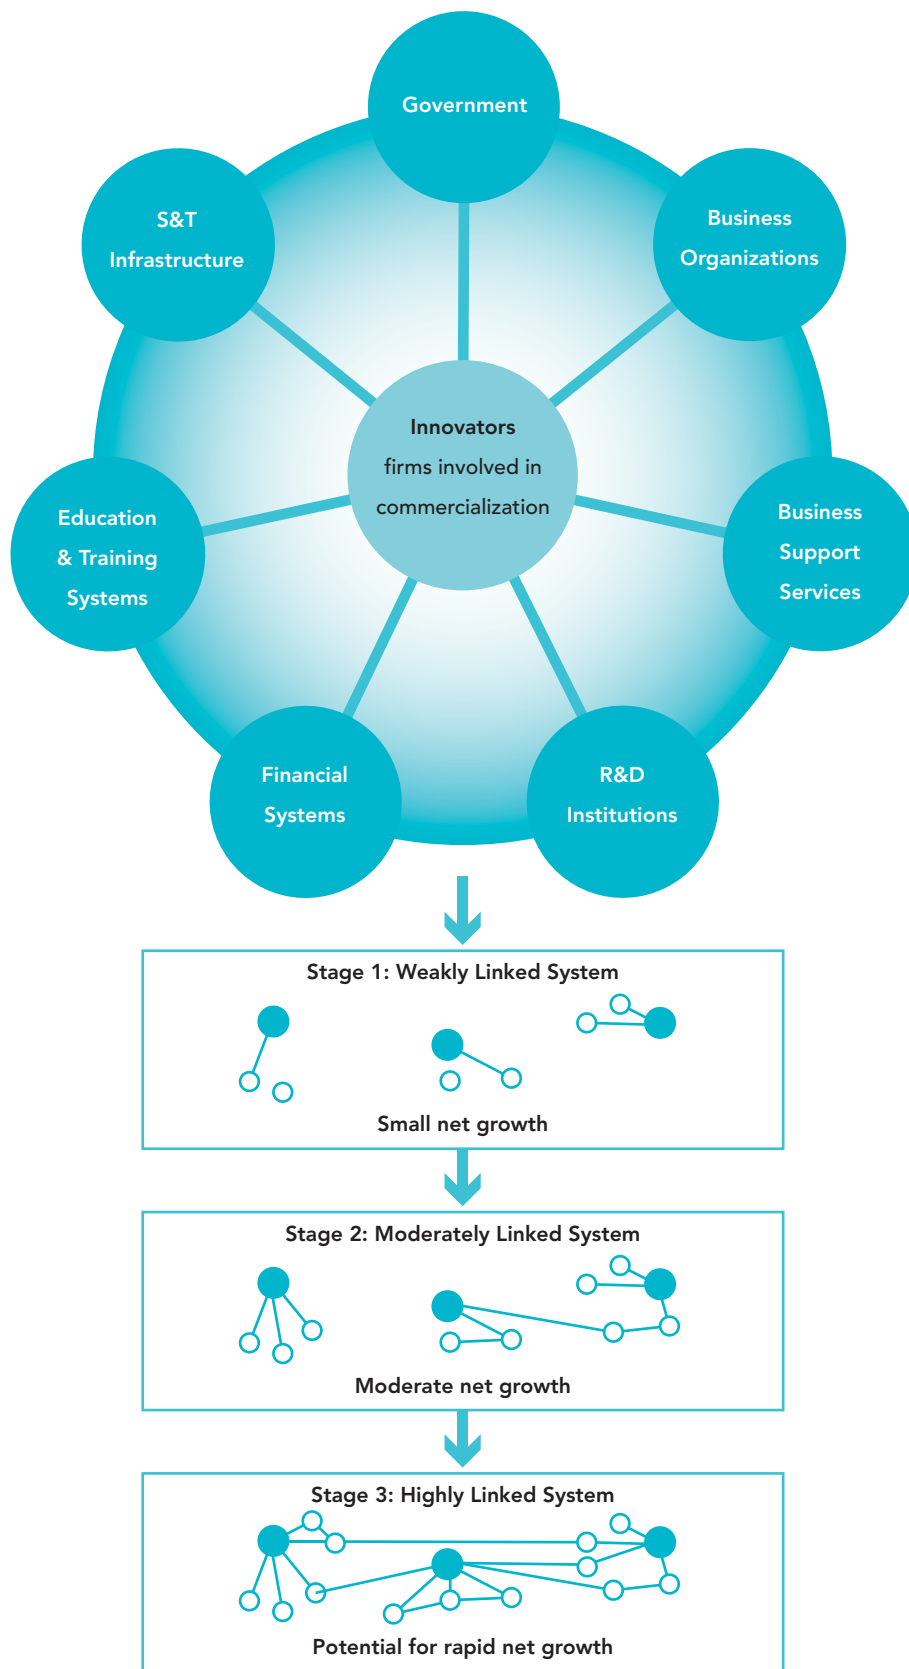 Government
S&T
Infrastructure
Business
Organizations
Innovators
firms involved in
commercialization
Education
& Training
Systems
Business
Support
Services
Financial
Systems
R&D
Institutions
Stage 1: Weakly Linked System
Small net growth
Stage 2: Moderately Linked System
Moderate net growth
Stage 3: Highly Linked System
Potential for rapid net growth